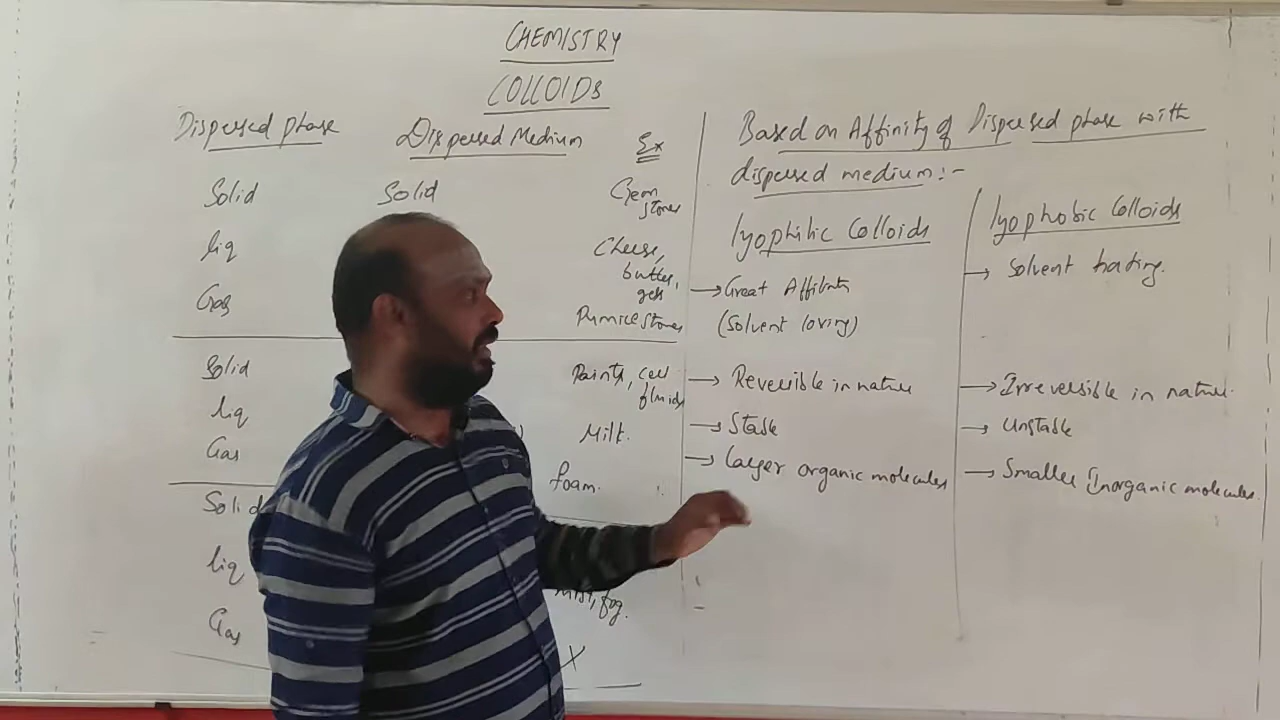 CHEMISTRY
COLLOIDS
Dispersed phase Dispersed Medium Ex
Solid Solid Gem
stones
liq Cheese,
butter,
gels
Gas Pumice stones
Solid Paints, cell
fluids
liq Milk.
Gas foam.
Solid
liq Mist, fog.
Gas X
Based on Affinity of Dispersed phase with
dispersed medium:-
lyophilic Colloids
→ Great
(Solvent loving)
→ Reversible in nature
→ Stable
→ Larger organic molecules
lyophobic Colloids
→ Solvent hating.
→ Irreversible in nature.
→ Unstable
→ Smaller Inorganic molecules.